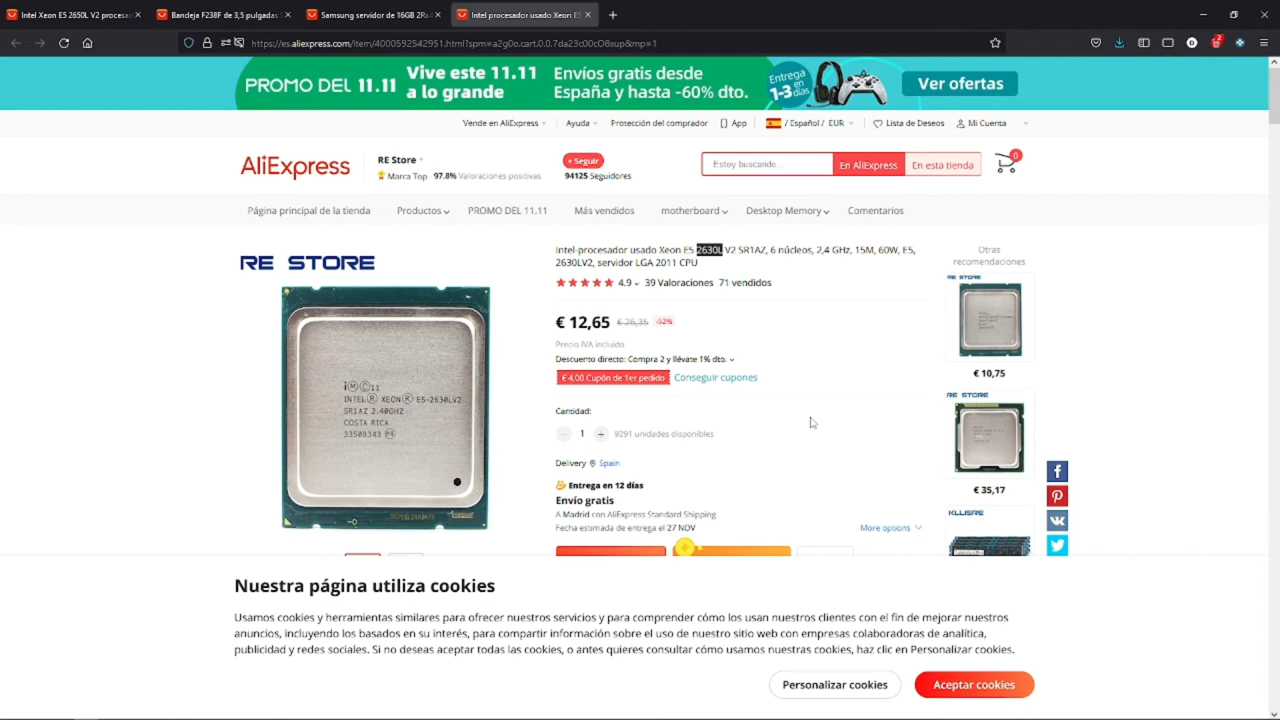 Intel Xeon E5 2650L V2 procesad
Bandeja F238F de 3,5 pulgadas S
Samsung servidor de 16GB 2Rx
Intel procesador usado Xeon E5
https://es.aliexpress.com/item/4000592542951.html?spm=a2g0o.cart.0.0.7da23c00cO8xup&mp=1
2
PROMO DEL 11.11
Vive este 11.11
a lo grande
Envíos gratis desde
España y hasta -60% dto.
Entrega
en
1-3
días
Ver ofertas
Vende en AliExpress
Ayuda
Protección del comprador
App
/ Español / EUR
Lista de Deseos
Mi Cuenta
AliExpress
RE Store
Marca Top 97.8% Valoraciones positivas
+ Seguir
94125 Seguidores
Estoy buscando...
En AliExpress
En esta tienda
0
Página principal de la tienda
Productos
PROMO DEL 11.11
Más vendidos
motherboard
Desktop Memory
Comentarios
RE STORE
INTEL® XEON® E5-2630LV2
SR1AZ 2.40GHZ
COSTA RICA
3350B343
Intel-procesador usado Xeon E5 2630L V2 SR1AZ, 6 núcleos, 2,4 GHz, 15M, 60W, E5,
2630LV2, servidor LGA 2011 CPU
4.9 39 Valoraciones 71 vendidos
€ 12,65 € 26,35 -52%
Precio IVA incluido
Descuento directo: Compra 2 y llévate 1% dto.
€ 4,00 Cupón de 1er pedido
Conseguir cupones
Cantidad:
− 1 + 9291 unidades disponibles
Delivery Spain
Entrega en 12 días
Envío gratis
A Madrid con AliExpress Standard Shipping
Fecha estimada de entrega el 27 NOV
More options
Otras
recomendaciones
RE STORE
€ 10,75
RE STORE
€ 35,17
KLLISRE
Nuestra página utiliza cookies
Usamos cookies y herramientas similares para ofrecer nuestros servicios y para comprender cómo los usan nuestros clientes con el fin de mejorar nuestros
anuncios, incluyendo los basados en su interés, para compartir información sobre el uso de nuestro sitio web con empresas colaboradoras de analítica,
publicidad y redes sociales. Si no deseas aceptar todas las cookies, o antes quieres consultar cómo usamos nuestras cookies, haz clic en Personalizar cookies.
Personalizar cookies
Aceptar cookies